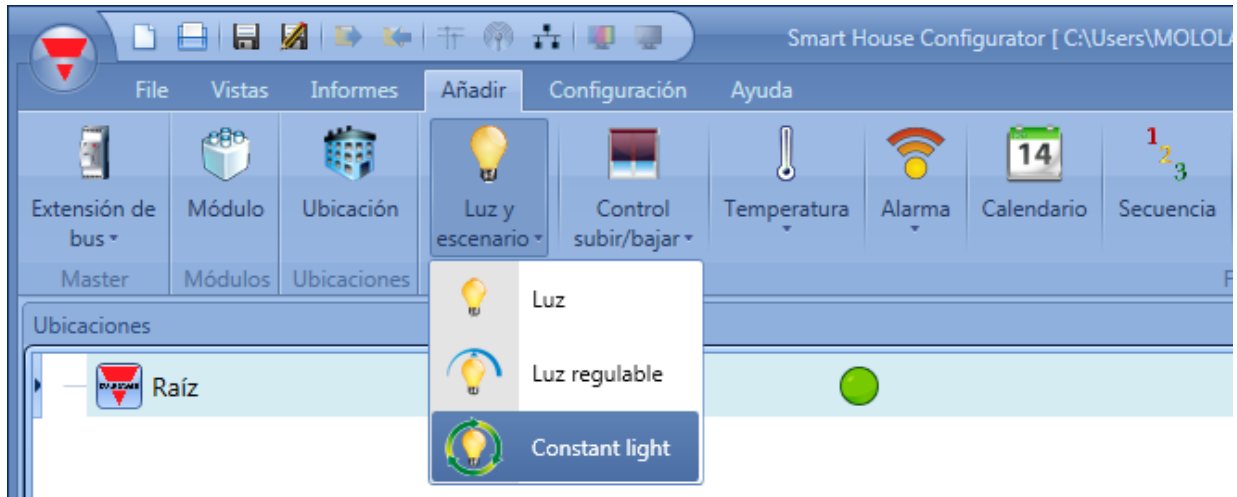 Smart House Configurator [ C:\Users\MOLOL
File Vistas Informes Añadir Configuración Ayuda
14
1 2 3
Extensión de bus Módulo Ubicación Luz y escenario Control subir/bajar Temperatura Alarma Calendario Secuencia
Master Módulos Ubicaciones
Ubicaciones
Luz
Raíz
Luz regulable
Constant light